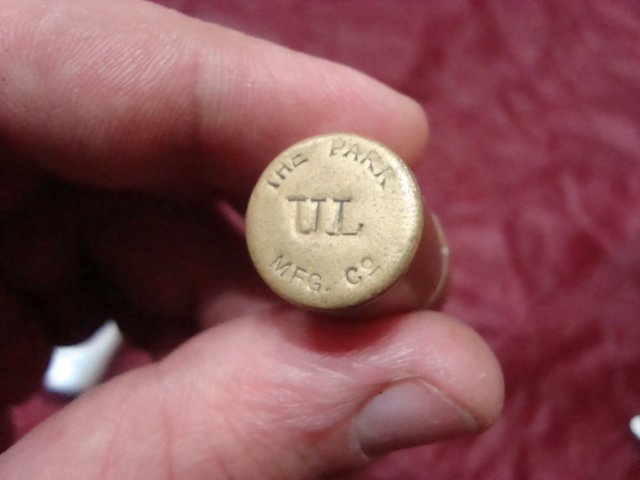 THE PARK
UL
MFG. Co